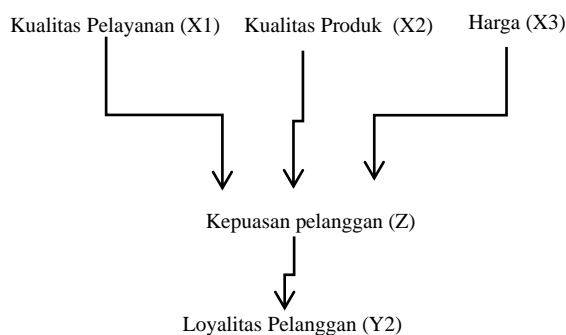 Kualitas Pelayanan (X1) Kualitas Produk (X2) Harga (X3)
Kepuasan pelanggan (Z)
Loyalitas Pelanggan (Y2)